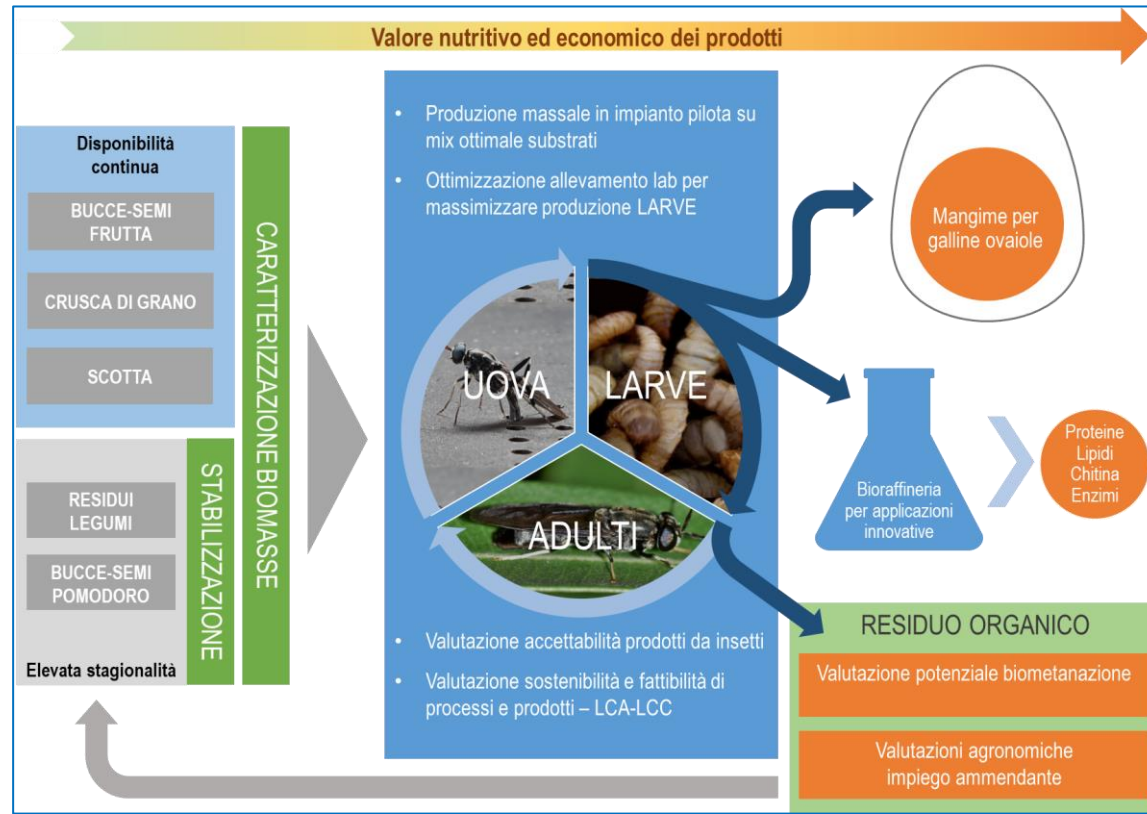 Valore nutritivo ed economico dei prodotti
Disponibilità
continua
BUCCE-SEMI
FRUTTA
CRUSCA DI GRANO
SCOTTA
RESIDUI
LEGUMI
BUCCE-SEMI
POMODORO
Elevata stagionalità
STABILIZZAZIONE
CARATTERIZZAZIONE BIOMASSE
• Produzione massale in impianto pilota su
mix ottimale substrati
• Ottimizzazione allevamento lab per
massimizzare produzione LARVE
UOVA
LARVE
ADULTI
• Valutazione accettabilità prodotti da insetti
• Valutazione sostenibilità e fattibilità di
processi e prodotti – LCA-LCC
Mangime per
galline ovaiole
Bioraffineria
per applicazioni
innovative
Proteine
Lipidi
Chitina
Enzimi
RESIDUO ORGANICO
Valutazione potenziale biometanazione
Valutazioni agronomiche
impiego ammendante